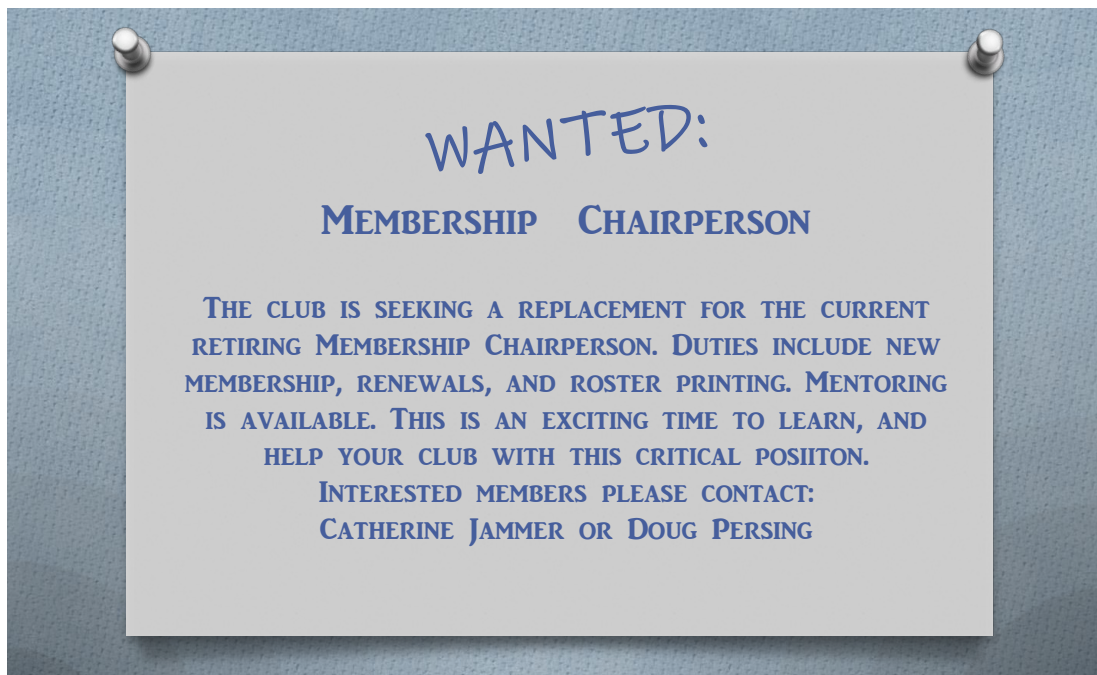 WANTED:
Membership Chairperson
The club is seeking a replacement for the current
retiring Membership Chairperson. Duties include new
membership, renewals, and roster printing. Mentoring
is available. This is an exciting time to learn, and
help your club with this critical posiiton.
Interested members please contact:
Catherine Jammer or Doug Persing